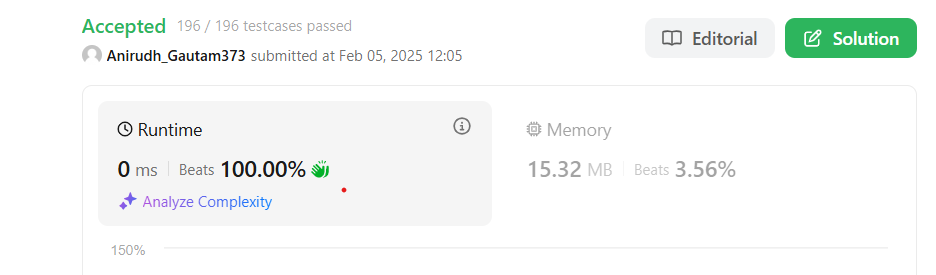 Accepted 196 / 196 testcases passed
Editorial
Solution
Anirudh_Gautam373 submitted at Feb 05, 2025 12:05
Runtime
Memory
0 ms Beats 100.00%
15.32 MB Beats 3.56%
Analyze Complexity
150%